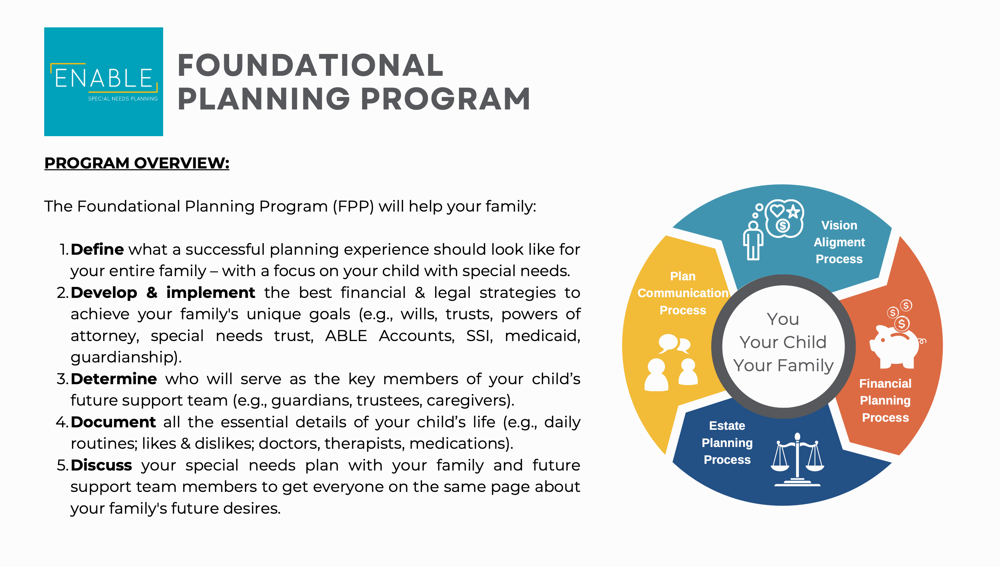 ENABLE
SPECIAL NEEDS PLANNING
FOUNDATIONAL
PLANNING PROGRAM
PROGRAM OVERVIEW:
The Foundational Planning Program (FPP) will help your family:
1. Define what a successful planning experience should look like for
your entire family – with a focus on your child with special needs.
2. Develop & implement the best financial & legal strategies to
achieve your family's unique goals (e.g., wills, trusts, powers of
attorney, special needs trust, ABLE Accounts, SSI, medicaid,
guardianship).
3. Determine who will serve as the key members of your child’s
future support team (e.g., guardians, trustees, caregivers).
4. Document all the essential details of your child’s life (e.g., daily
routines; likes & dislikes; doctors, therapists, medications).
5. Discuss your special needs plan with your family and future
support team members to get everyone on the same page about
your family's future desires.
Vision
Aligment
Process
Financial
Planning
Process
Estate
Planning
Process
Plan
Communication
Process
You
Your Child
Your Family
$
$
$
$